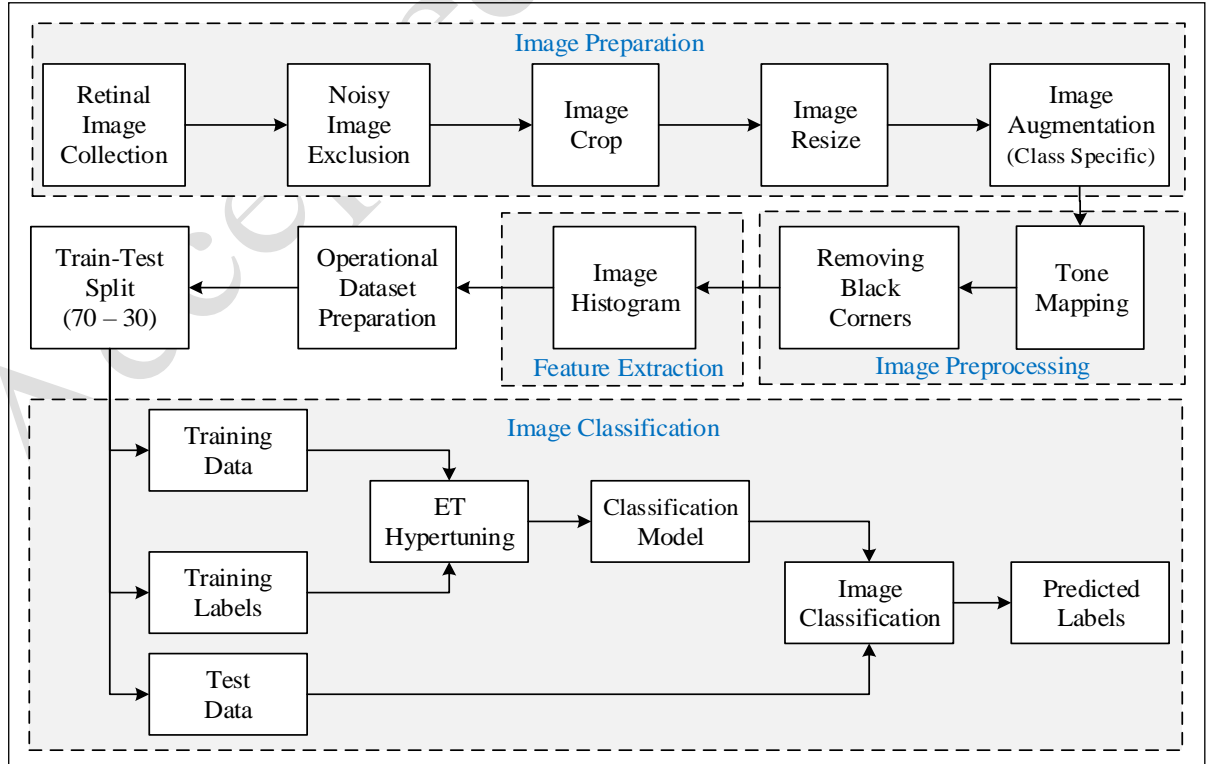 Image Preparation
Retinal
Image
Collection
Noisy
Image
Exclusion
Image
Crop
Image
Resize
Image
Augmentation
(Class Specific)
Train-Test
Split
(70 – 30)
Operational
Dataset
Preparation
Image
Histogram
Feature Extraction
Removing
Black
Corners
Tone
Mapping
Image Preprocessing
Image Classification
Training
Data
Training
Labels
Test
Data
ET
Hypertuning
Classification
Model
Image
Classification
Predicted
Labels